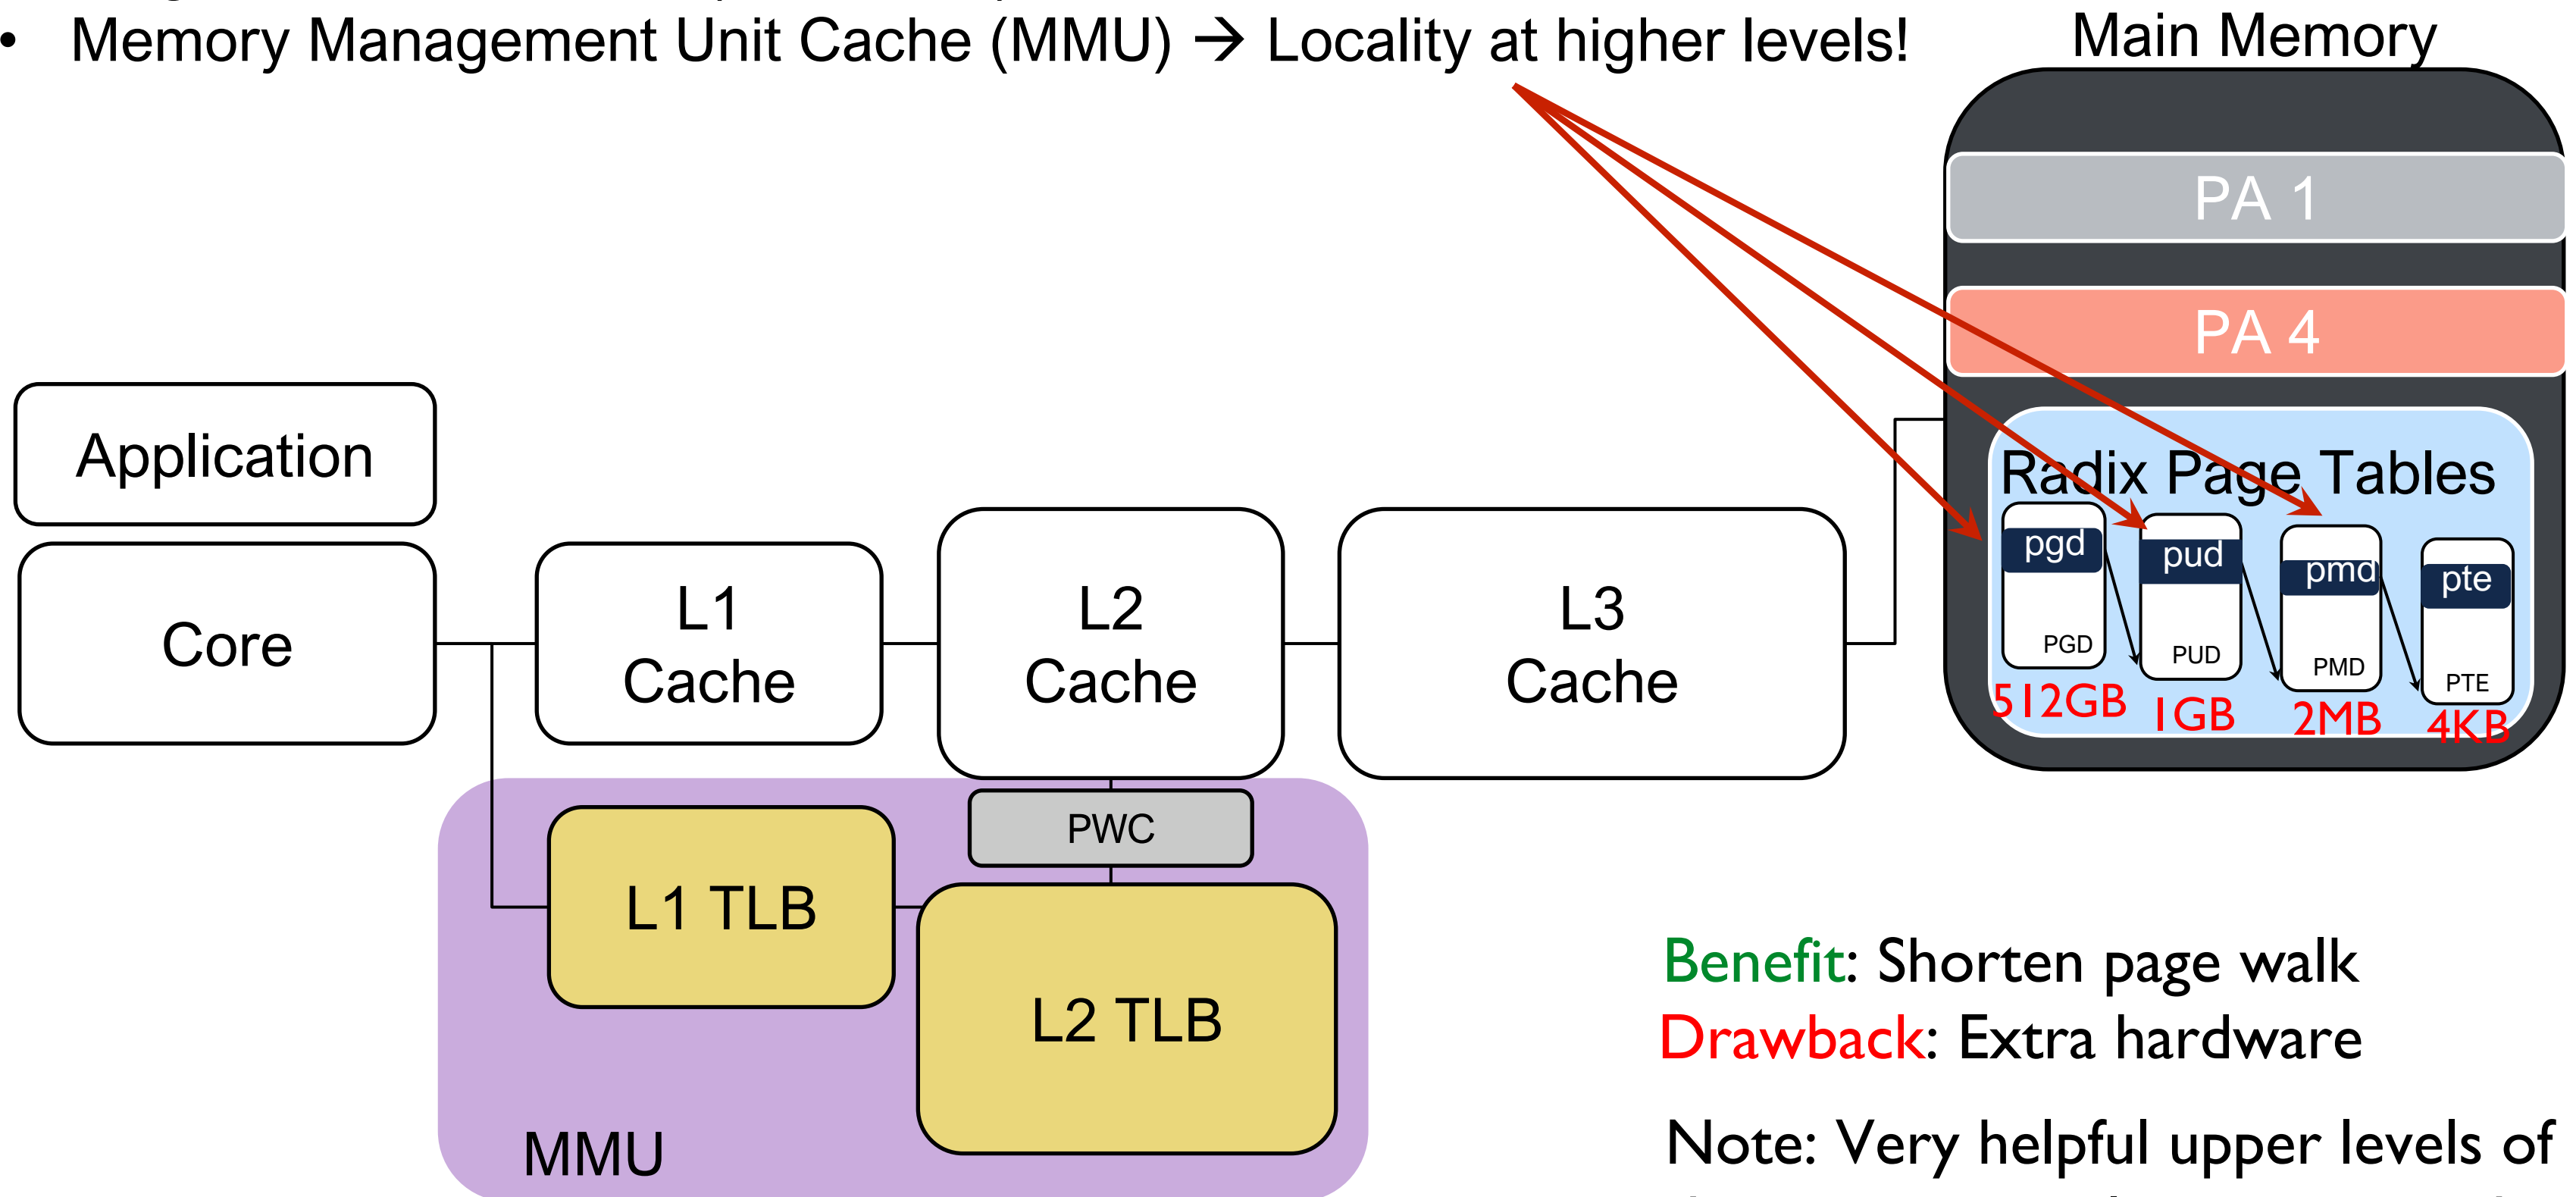 • Memory Management Unit Cache (MMU) → Locality at higher levels!
Main Memory
PA 1
PA 4
Application
Core
L1
Cache
L2
Cache
L3
Cache
Radix Page Tables
pgd
pud
pmd
pte
PGD
PUD
PMD
PTE
512GB
1GB
2MB
4KB
PWC
L1 TLB
L2 TLB
MMU
Benefit: Shorten page walk
Drawback: Extra hardware
Note: Very helpful upper levels of